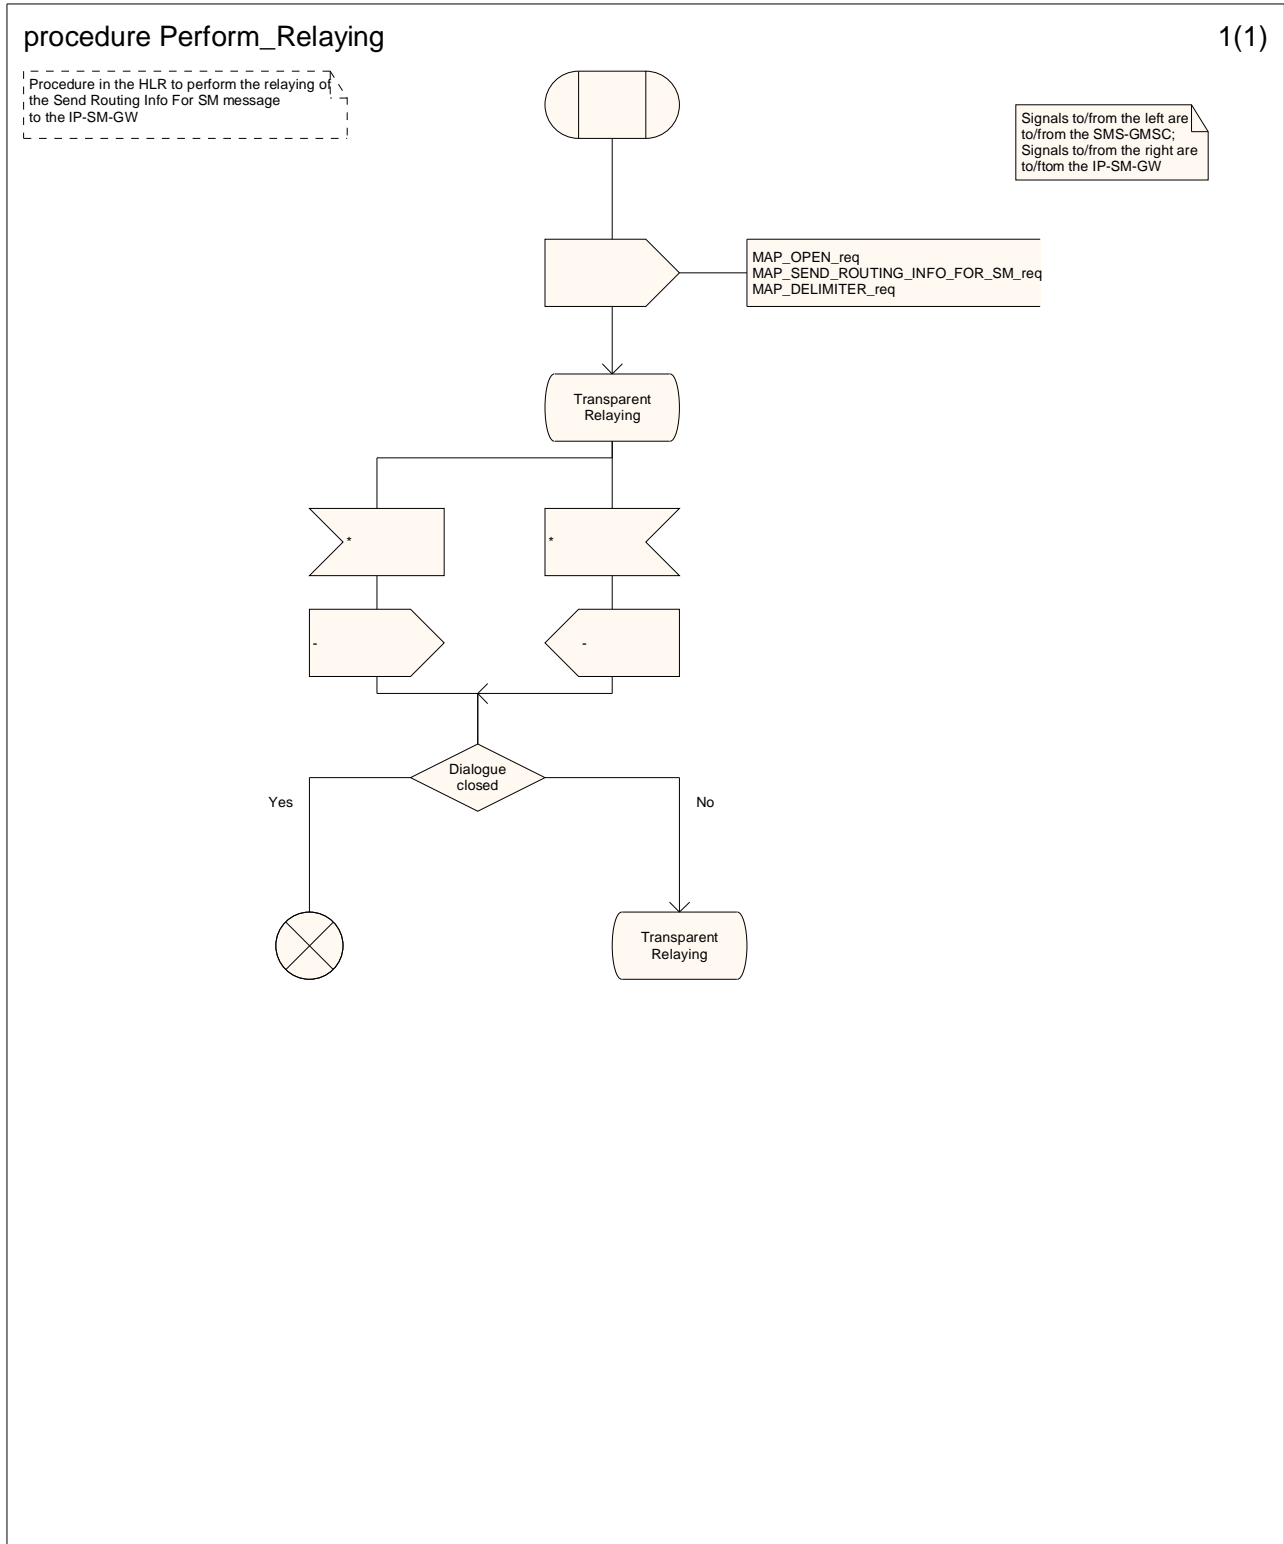 procedure Perform_Relaying
1(1)
Procedure in the HLR to perform the relaying of
the Send Routing Info For SM message
to the IP-SM-GW
Signals to/from the left are
to/from the SMS-GMSC;
Signals to/from the right are
to/ftom the IP-SM-GW
MAP_OPEN_req
MAP_SEND_ROUTING_INFO_FOR_SM_req
MAP_DELIMITER_req
Transparent
Relaying
*
*
-
-
Dialogue
closed
Yes
No
Transparent
Relaying